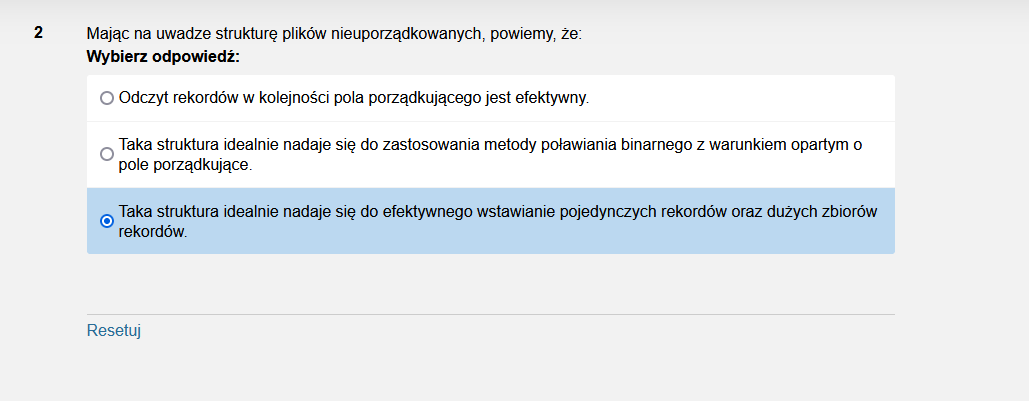 2
Mając na uwadze strukturę plików nieuporządkowanych, powiemy, że:
Wybierz odpowiedź:
Odczyt rekordów w kolejności pola porządkującego jest efektywny.
Taka struktura idealnie nadaje się do zastosowania metody poławiania binarnego z warunkiem opartym o
pole porządkujące.
Taka struktura idealnie nadaje się do efektywnego wstawianie pojedynczych rekordów oraz dużych zbiorów
rekordów.
Resetuj